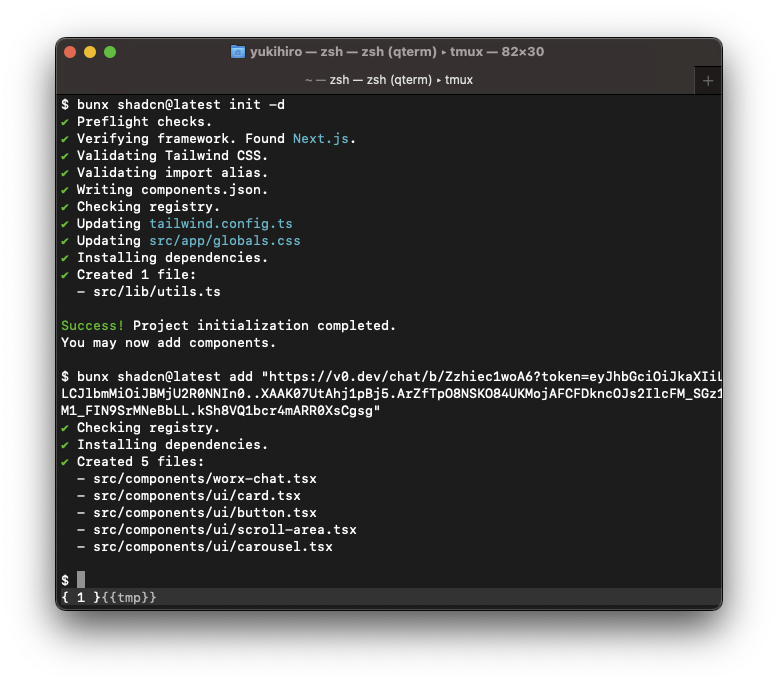 yukihiro — zsh — zsh (qterm) ▸ tmux — 82×30
~ — zsh — zsh (qterm) ▸ tmux
+
$ bunx shadcn@latest init -d
✔ Preflight checks.
✔ Verifying framework. Found Next.js.
✔ Validating Tailwind CSS.
✔ Validating import alias.
✔ Writing components.json.
✔ Checking registry.
✔ Updating tailwind.config.ts
✔ Updating src/app/globals.css
✔ Installing dependencies.
✔ Created 1 file:
  - src/lib/utils.ts
Success! Project initialization completed.
You may now add components.
$ bunx shadcn@latest add "https://v0.dev/chat/b/Zzhiec1woA6?token=eyJhbGciOiJkaXIiL
LCJlbmMiOiJBMjU2R0NNIn0..XAAK07UtAhj1pBj5.ArZfTpO8NSKO84UKMojAFCFDkncOJs2IlcFM_SGz1
M1_FIN9SrMNeBbLL.kSh8VQ1bcr4mARR0XsCgsg"
✔ Checking registry.
✔ Installing dependencies.
✔ Created 5 files:
  - src/components/worx-chat.tsx
  - src/components/ui/card.tsx
  - src/components/ui/button.tsx
  - src/components/ui/scroll-area.tsx
  - src/components/ui/carousel.tsx
$
{ 1 }{{tmp}}